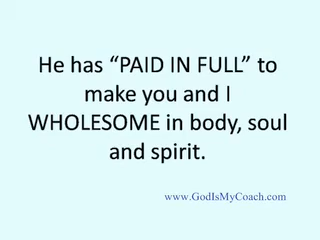 He has “PAID IN FULL” to
make you and I
WHOLESOME in body, soul
and spirit.
www.GodIsMyCoach.com